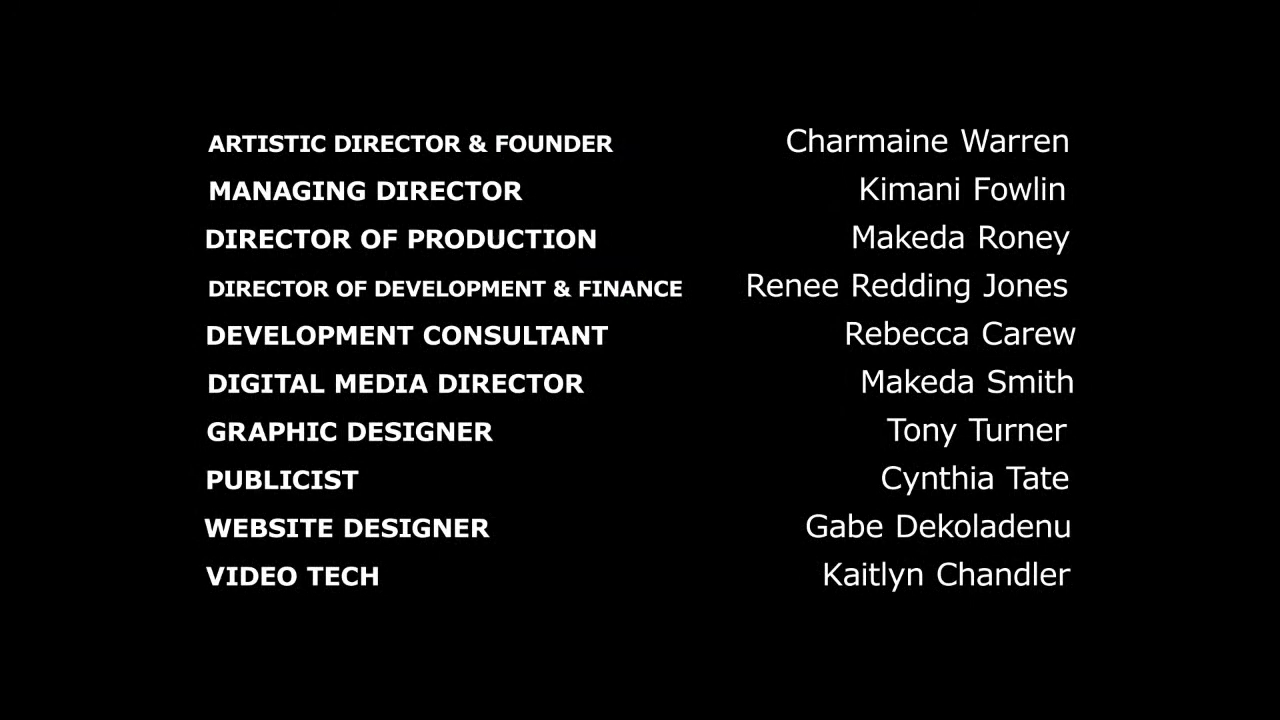 ARTISTIC DIRECTOR & FOUNDER Charmaine Warren
MANAGING DIRECTOR Kimani Fowlin
DIRECTOR OF PRODUCTION Makeda Roney
DIRECTOR OF DEVELOPMENT & FINANCE Renee Redding Jones
DEVELOPMENT CONSULTANT Rebecca Carew
DIGITAL MEDIA DIRECTOR Makeda Smith
GRAPHIC DESIGNER Tony Turner
PUBLICIST Cynthia Tate
WEBSITE DESIGNER Gabe Dekoladenu
VIDEO TECH Kaitlyn Chandler